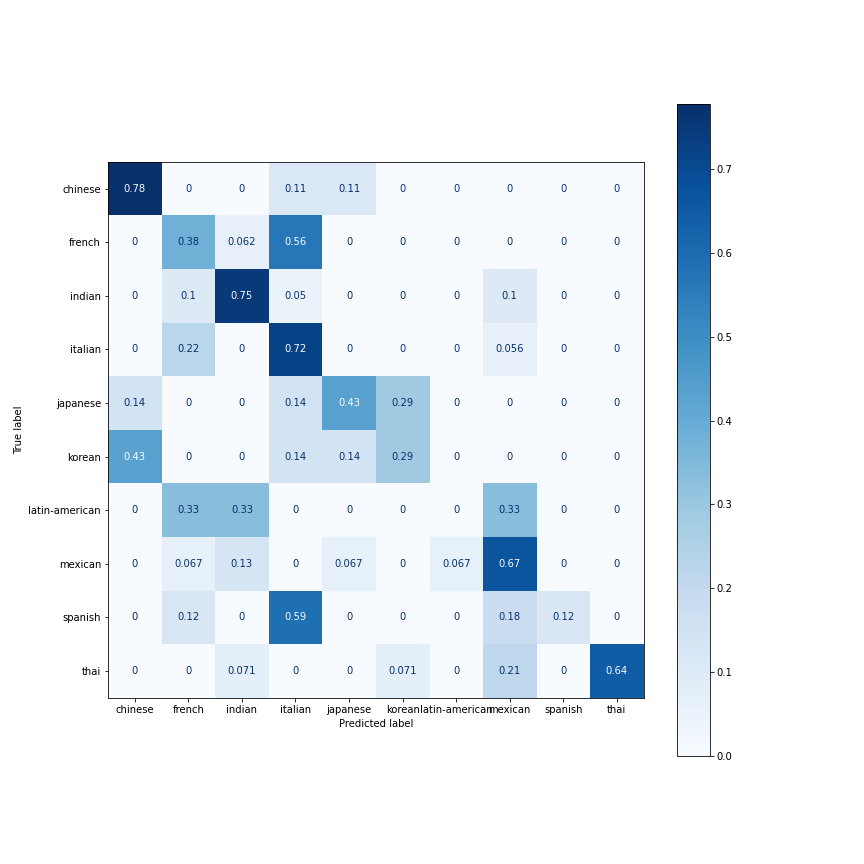 0.7
chinese 0.78 0 0 0.11 0.11 0 0 0 0 0
0.6
french 0 0.38 0.062 0.56 0 0 0 0 0 0
0.5
indian 0 0.1 0.75 0.05 0 0 0 0.1 0 0
italian 0 0.22 0 0.72 0 0 0 0.056 0 0
0.4
japanese 0.14 0 0 0.14 0.43 0.29 0 0 0 0
True label
korean 0.43 0 0 0.14 0.14 0.29 0 0 0 0
0.3
latin-american 0 0.33 0.33 0 0 0 0 0.33 0 0
mexican 0 0.067 0.13 0 0.067 0 0.067 0.67 0 0
0.2
spanish 0 0.12 0 0.59 0 0 0 0.18 0.12 0
0.1
thai 0 0 0.071 0 0 0.071 0 0.21 0 0.64
chinese french indian italian japanese korean latin-american mexican spanish thai
Predicted label
0.0